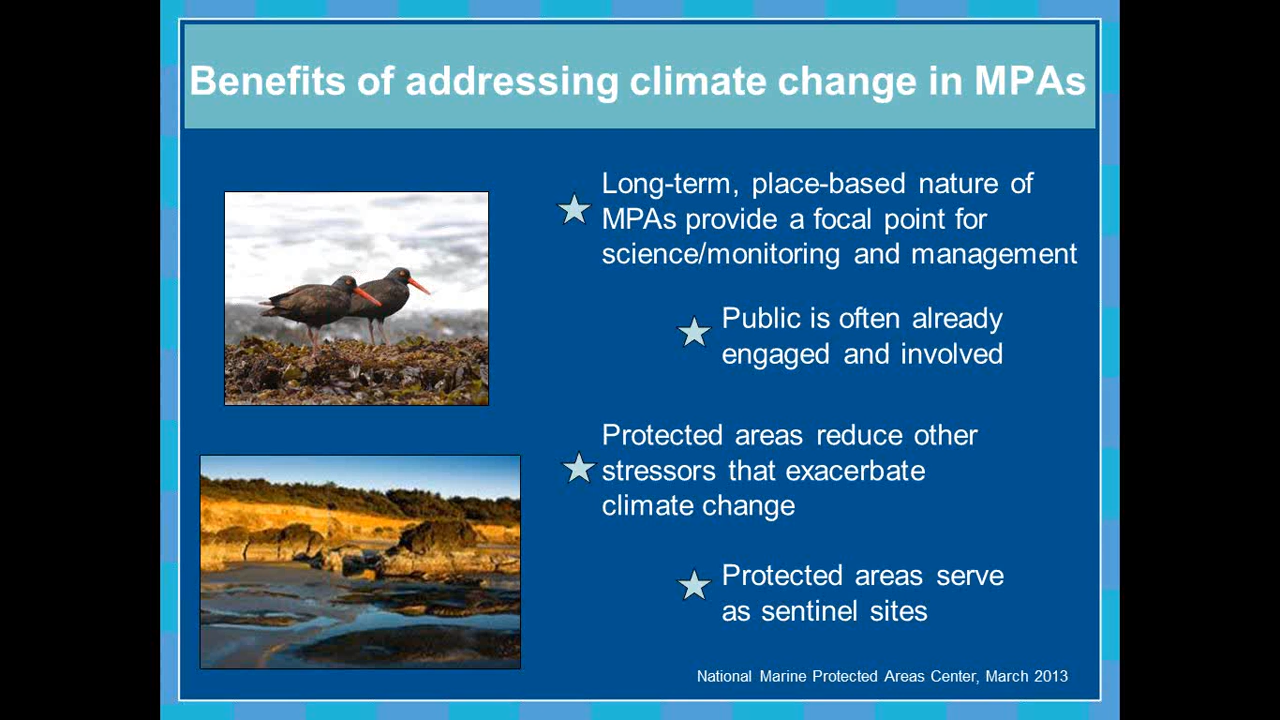 Benefits of addressing climate change in MPAs
Long-term, place-based nature of
MPAs provide a focal point for
science/monitoring and management
Public is often already
engaged and involved
Protected areas reduce other
stressors that exacerbate
climate change
Protected areas serve
as sentinel sites
National Marine Protected Areas Center, March 2013